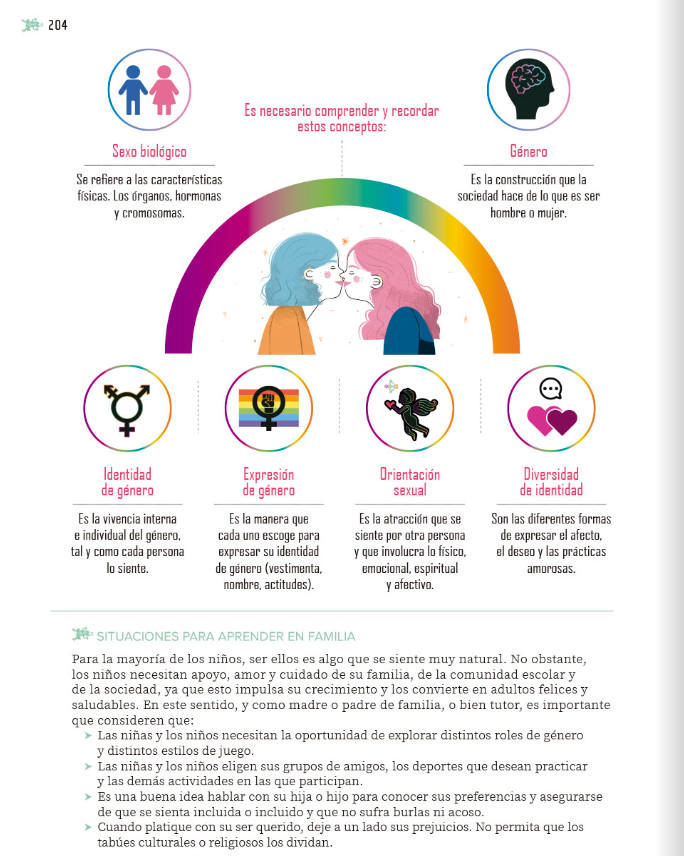 204
Es necesario comprender y recordar
estos conceptos:
Sexo biológico
Se refiere a las características
físicas. Los órganos, hormonas
y cromosomas.
Género
Es la construcción que la
sociedad hace de lo que es ser
hombre o mujer.
Identidad
de género
Es la vivencia interna
e individual del género,
tal y como cada persona
lo siente.
Expresión
de género
Es la manera que
cada uno escoge para
expresar su identidad
de género (vestimenta,
nombre, actitudes).
Orientación
sexual
Es la atracción que se
siente por otra persona
y que involucra lo físico,
emocional, espiritual
y afectivo.
Diversidad
de identidad
Son las diferentes formas
de expresar el afecto,
el deseo y las prácticas
amorosas.
SITUACIONES PARA APRENDER EN FAMILIA
Para la mayoría de los niños, ser ellos es algo que se siente muy natural. No obstante,
los niños necesitan apoyo, amor y cuidado de su familia, de la comunidad escolar y
de la sociedad, ya que esto impulsa su crecimiento y los convierte en adultos felices y
saludables. En este sentido, y como madre o padre de familia, o bien tutor, es importante
que consideren que:
➤ Las niñas y los niños necesitan la oportunidad de explorar distintos roles de género
y distintos estilos de juego.
➤ Las niñas y los niños eligen sus grupos de amigos, los deportes que desean practicar
y las demás actividades en las que participan.
➤ Es una buena idea hablar con su hija o hijo para conocer sus preferencias y asegurarse
de que se sienta incluida o incluido y que no sufra burlas ni acoso.
➤ Cuando platique con su ser querido, deje a un lado sus prejuicios. No permita que los
tabúes culturales o religiosos los dividan.